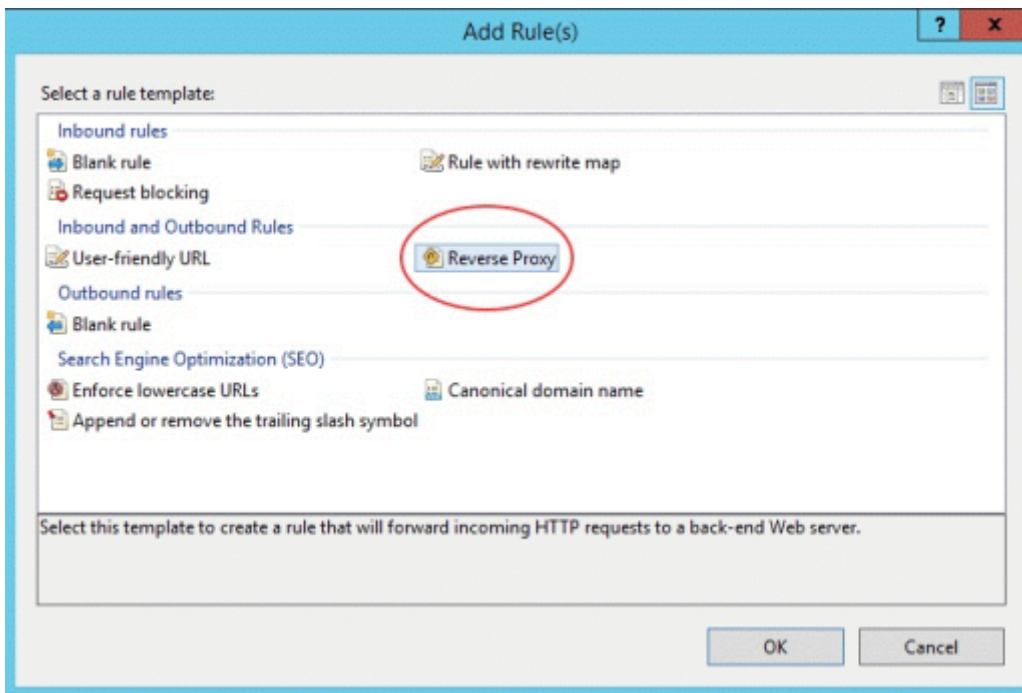 Add Rule(s)
? x
Select a rule template:
Inbound rules
Blank rule Rule with rewrite map
Request blocking
Inbound and Outbound Rules
User-friendly URL Reverse Proxy
Outbound rules
Blank rule
Search Engine Optimization (SEO)
Enforce lowercase URLs Canonical domain name
Append or remove the trailing slash symbol
Select this template to create a rule that will forward incoming HTTP requests to a back-end Web server.
OK Cancel